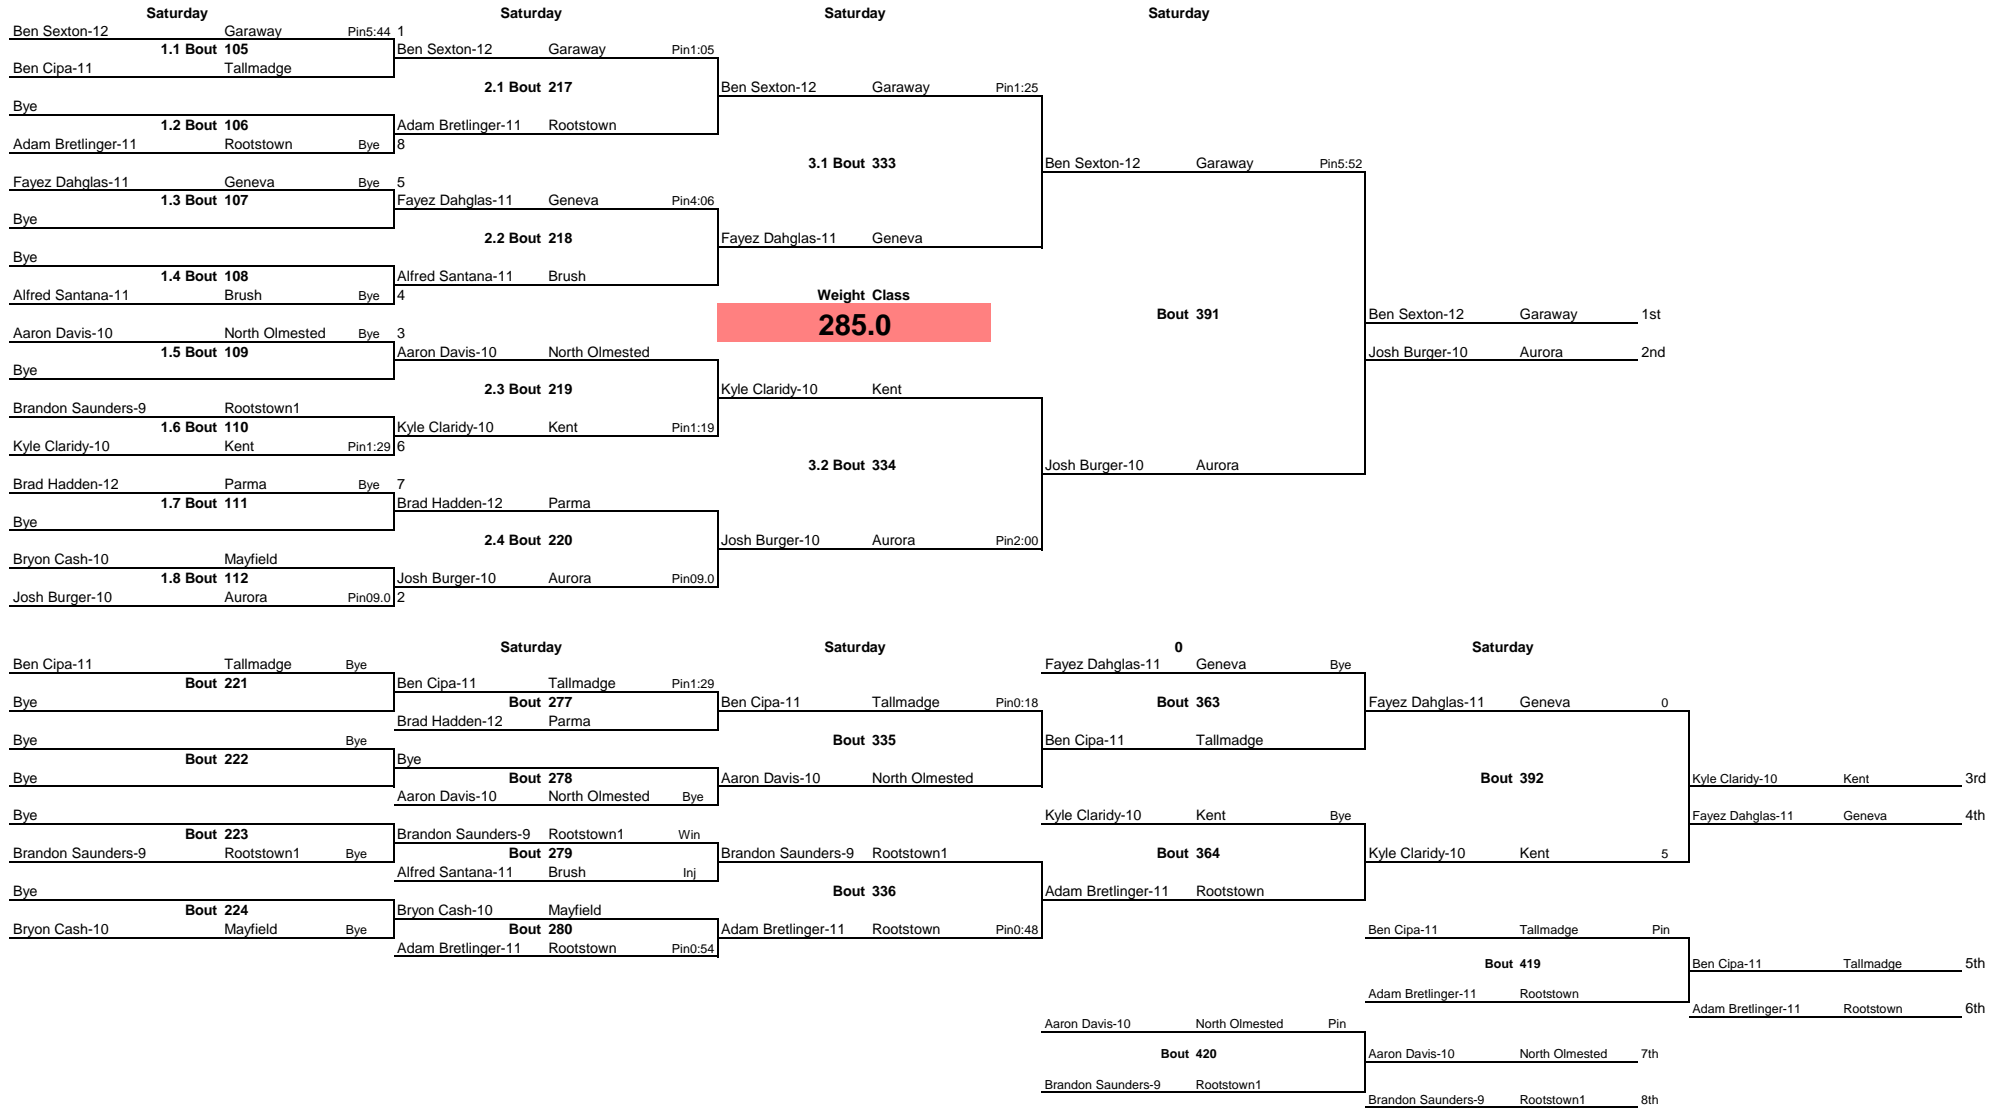 Saturday Saturday Saturday Saturday
Ben Sexton-12 Garaway Pin5:44 1
1.1 Bout 105 Ben Sexton-12 Garaway Pin1:05
Ben Cipa-11 Tallmadge
2.1 Bout 217 Ben Sexton-12 Garaway Pin1:25
Bye
1.2 Bout 106 Adam Bretlinger-11 Rootstown
Adam Bretlinger-11 Rootstown Bye 8
3.1 Bout 333 Ben Sexton-12 Garaway Pin5:52
Fayez Dahglas-11 Geneva Bye 5
1.3 Bout 107 Fayez Dahglas-11 Geneva Pin4:06
Bye
2.2 Bout 218 Fayez Dahglas-11 Geneva
Bye
1.4 Bout 108 Alfred Santana-11 Brush
Alfred Santana-11 Brush Bye 4 Weight Class
285.0 Bout 391 Ben Sexton-12 Garaway 1st
Aaron Davis-10 North Olmested Bye 3
1.5 Bout 109 Aaron Davis-10 North Olmested Josh Burger-10 Aurora 2nd
Bye
2.3 Bout 219 Kyle Claridy-10 Kent
Brandon Saunders-9 Rootstown1
1.6 Bout 110 Kyle Claridy-10 Kent Pin1:19
Kyle Claridy-10 Kent Pin1:29 6
3.2 Bout 334 Josh Burger-10 Aurora
Brad Hadden-12 Parma Bye 7
1.7 Bout 111 Brad Hadden-12 Parma
Bye
2.4 Bout 220 Josh Burger-10 Aurora Pin2:00
Bryon Cash-10 Mayfield
1.8 Bout 112 Josh Burger-10 Aurora Pin09.0
Josh Burger-10 Aurora Pin09.0 2
Saturday Saturday 0 Saturday
Ben Cipa-11 Tallmadge Bye Fayez Dahglas-11 Geneva Bye
Bout 221 Ben Cipa-11 Tallmadge Pin1:29
Bye Bout 277 Ben Cipa-11 Tallmadge Pin0:18 Bout 363 Fayez Dahglas-11 Geneva 0
Brad Hadden-12 Parma
Bye Bye Bout 335 Ben Cipa-11 Tallmadge
Bout 222 Bye
Bye Bout 278 Aaron Davis-10 North Olmested Bout 392 Kyle Claridy-10 Kent 3rd
Aaron Davis-10 North Olmested Bye
Bye Kyle Claridy-10 Kent Bye Fayez Dahglas-11 Geneva 4th
Bout 223 Brandon Saunders-9 Rootstown1 Win
Brandon Saunders-9 Rootstown1 Bye Bout 279 Brandon Saunders-9 Rootstown1 Bout 364 Kyle Claridy-10 Kent 5
Alfred Santana-11 Brush Inj
Bye Bout 336 Adam Bretlinger-11 Rootstown
Bout 224 Bryon Cash-10 Mayfield
Bryon Cash-10 Mayfield Bye Bout 280 Adam Bretlinger-11 Rootstown Pin0:48 Ben Cipa-11 Tallmadge Pin
Adam Bretlinger-11 Rootstown Pin0:54
Bout 419 Ben Cipa-11 Tallmadge 5th
Adam Bretlinger-11 Rootstown
Adam Bretlinger-11 Rootstown 6th
Aaron Davis-10 North Olmested Pin
Bout 420 Aaron Davis-10 North Olmested 7th
Brandon Saunders-9 Rootstown1
Brandon Saunders-9 Rootstown1 8th